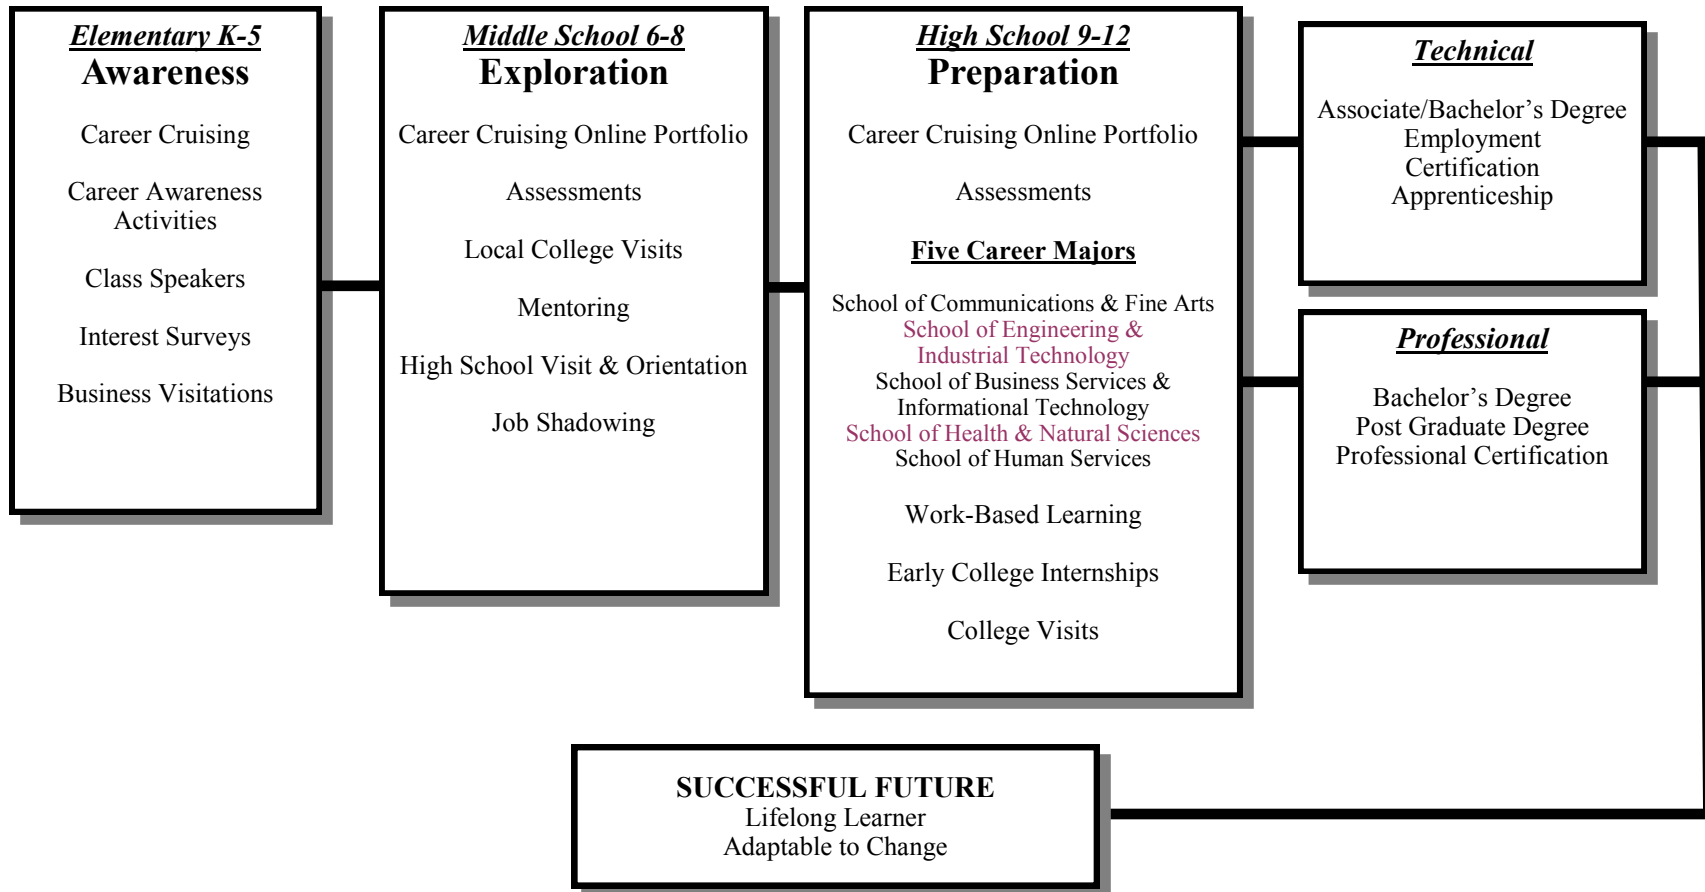 Elementary K-5
Awareness
Career Cruising
Career Awareness
Activities
Class Speakers
Interest Surveys
Business Visitations
Middle School 6-8
Exploration
Career Cruising Online Portfolio
Assessments
Local College Visits
Mentoring
High School Visit & Orientation
Job Shadowing
High School 9-12
Preparation
Career Cruising Online Portfolio
Assessments
Five Career Majors
School of Communications & Fine Arts
School of Engineering &
Industrial Technology
School of Business Services &
Informational Technology
School of Health & Natural Sciences
School of Human Services
Work-Based Learning
Early College Internships
College Visits
Technical
Associate/Bachelor’s Degree
Employment
Certification
Apprenticeship
Professional
Bachelor’s Degree
Post Graduate Degree
Professional Certification
SUCCESSFUL FUTURE
Lifelong Learner
Adaptable to Change